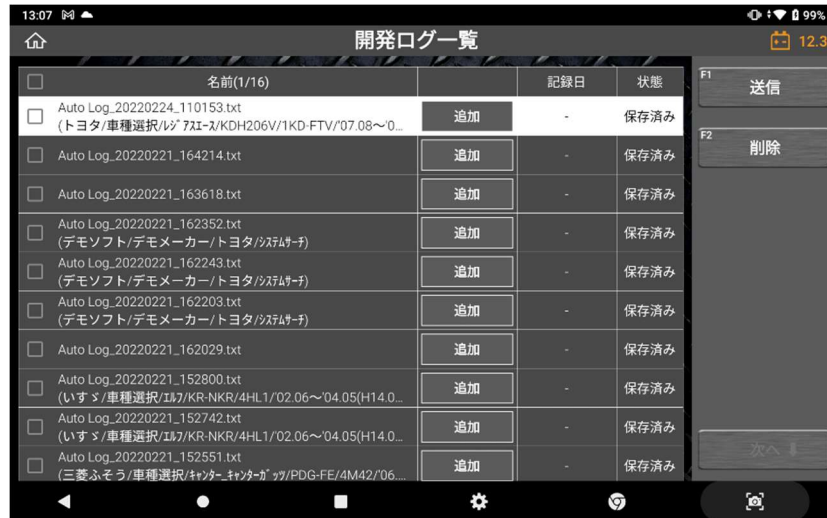 13:07
99%
開発ログ一覧
12.3
名前(1/16)
記録日
状態
Auto Log_20220224_110153.txt
(トヨタ/車種選択/ﾚｼﾞｱｽｴｰｽ/KDH206V/1KD-FTV/'07.08～'0...
追加
-
保存済み
Auto Log_20220221_164214.txt
追加
-
保存済み
Auto Log_20220221_163618.txt
追加
-
保存済み
Auto Log_20220221_162352.txt
(デモソフト/デモメーカー/トヨタ/ｼｽﾃﾑｻｰﾁ)
追加
-
保存済み
Auto Log_20220221_162243.txt
(デモソフト/デモメーカー/トヨタ/ｼｽﾃﾑｻｰﾁ)
追加
-
保存済み
Auto Log_20220221_162203.txt
(デモソフト/デモメーカー/トヨタ/ｼｽﾃﾑｻｰﾁ)
追加
-
保存済み
Auto Log_20220221_162029.txt
追加
-
保存済み
Auto Log_20220221_152800.txt
(いすゞ/車種選択/ｴﾙﾌ/KR-NKR/4HL1/'02.06～'04.05(H14.0...
追加
-
保存済み
Auto Log_20220221_152742.txt
(いすゞ/車種選択/ｴﾙﾌ/KR-NKR/4HL1/'02.06～'04.05(H14.0...
追加
-
保存済み
Auto Log_20220221_152551.txt
(三菱ふそう/車種選択/ｷｬﾝﾀｰ_ｷｬﾝﾀｰｶﾞｯﾂ/PDG-FE/4M42/'06....
追加
-
保存済み
F1
送信
F2
削除
次へ